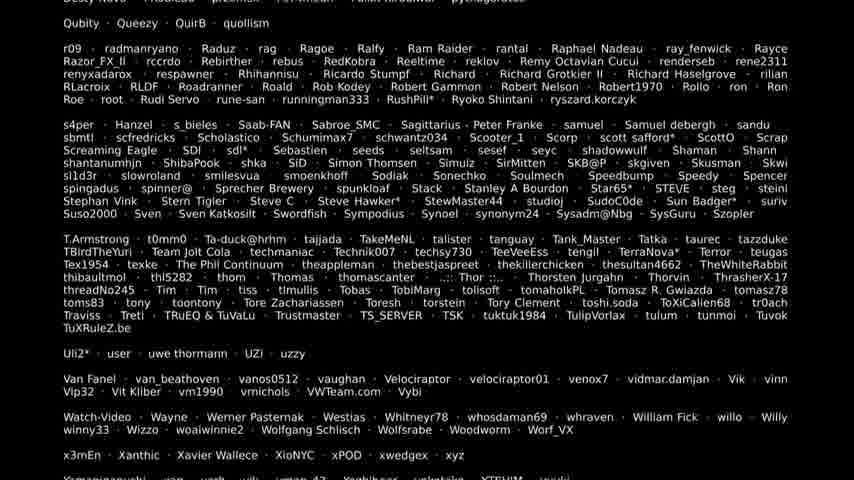 Qubity · Queezy · QuirB · quollism
r09 · radmanryano · Raduz · rag · Ragoe · Ralfy · Ram Raider · rantal · Raphael Nadeau · ray_fenwick · Rayce
Razor_FX_II · rccrdo · Rebirther · rebus · RedKobra · Reeltime · reklov · Remy Octavian Cucui · renderseb · rene2311
renyxadarox · respawner · Rhihannisu · Ricardo Stumpf · Richard · Richard Grotkier II · Richard Haselgrove · rilian
RLacroix · RLDF · Roadranner · Roald · Rob Kodey · Robert Gammon · Robert Nelson · Robert1970 · Rollo · ron · Ron
Roe · root · Rudi Servo · rune-san · runningman333 · RushPill* · Ryoko Shintani · ryszard.korczyk
s4per · Hanzel · s_bieles · Saab-FAN · Sabroe_SMC · Sagittarius - Peter Franke · samuel · Samuel debergh · sandu
sbmtl · scfredricks · Scholastico · Schumimax7 · schwantz034 · Scooter_1 · Scorp · scott safford* · ScottO · Scrap
Screaming Eagle · SDJ · sdl* · Sebastien · seeds · seltsam · sesef · seyc · shadowwulf · Shaman · Shann
shantanumhjn · ShibaPook · shka · SiD · Simon Thomsen · Simulz · SirMitten · SKB@P · skgiven · Skusman · Skwi
sl1d3r · slowroland · smilesvua · smoenkhoff · Sodiak · Sonechko · Soulmech · Speedbump · Speedy · Spencer
spingadus · spinner@ · Sprecher Brewery · spunkloaf · Stack · Stanley A Bourdon · Star65* · STE\/E · steg · steini
Stephan Vink · Stern Tigler · Steve C · Steve Hawker* · StewMaster44 · studioj · SudoC0de · Sun Badger* · suriv
Suso2000 · Sven · Sven Katkosilt · Swordfish · Sympodius · Synoel · synonym24 · Sysadm@Nbg · SysGuru · Szopler
T.Armstrong · t0mm0 · Ta-duck@hrhm · tajjada · TakeMeNL · talister · tanguay · Tank_Master · Tatka · taurec · tazzduke
TBirdTheYuri · Team Jolt Cola · techmaniac · Technik007 · techsy730 · TeeVeeEss · tengil · TerraNova* · Terror · teugas
Tex1954 · texke · The Phil Continuum · theappleman · thebestjaspreet · thekillerchicken · thesultan4662 · TheWhiteRabbit
thibaultmol · thiS282 · thom · Thomas · thomascanter · .,:;. Thor ::,. · Thorsten Jurgahn · Thorvin · ThrasherX-17
threadNo245 · Tim · Tim · tiss · tlmullis · Tobas · TobiMarg · tolisoft · tomaholkPL · Tomasz R. Gwiazda · tomasz78
toms83 · tony · toontony · Tore Zachariassen · Toresh · torstein · Tory Clement · toshi.soda · ToXiCalien68 · tr0ach
Traviss · Tretl · TRuEQ & TuVaLu · Trustmaster · TS_SERVER · TSK · tuktuk1984 · TulipVorlax · tulum · tunmoi · Tuvok
TuXRuleZ.be
Uli2* · user · uwe thormann · UZI · uzzy
Van Fanel · van_beathoven · vanos0512 · vaughan · Velociraptor · velociraptor01 · venox7 · vidmar.damjan · Vik · vinn
Vip32 · Vit Kliber · vm1990 · vrnichols · VWTeam.com · Vybi
Watch-Video · Wayne · Werner Pasternak · Westias · Whitneyr78 · whosdaman69 · whraven · William Fick · willo · Willy
winny33 · Wizzo · woaiwinnie2 · Wolfgang Schlisch · Wolfsrabe · Woodworm · Worf_VX
x3mEn · Xanthic · Xavier Wallece · XioNYC · xPOD · xwedgex · xyz